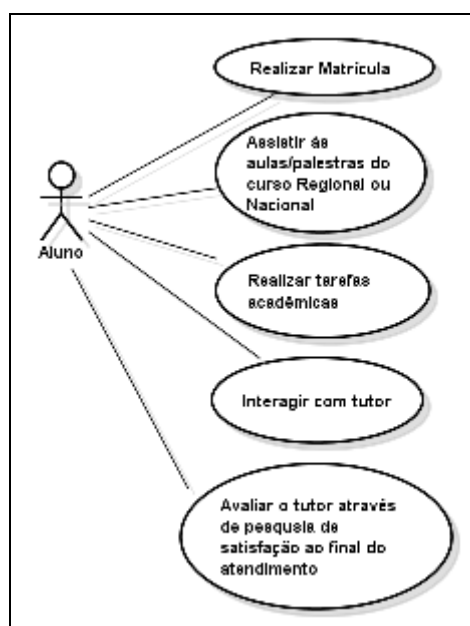 Realizar Matrícula
Assistir às
aulas/palestras do
curso Regional ou
Nacional
Aluno
Realizar tarefas
acadêmicas
Interagir com tutor
Avaliar o tutor através
de pesquisa de
satisfação ao final do
atendimento